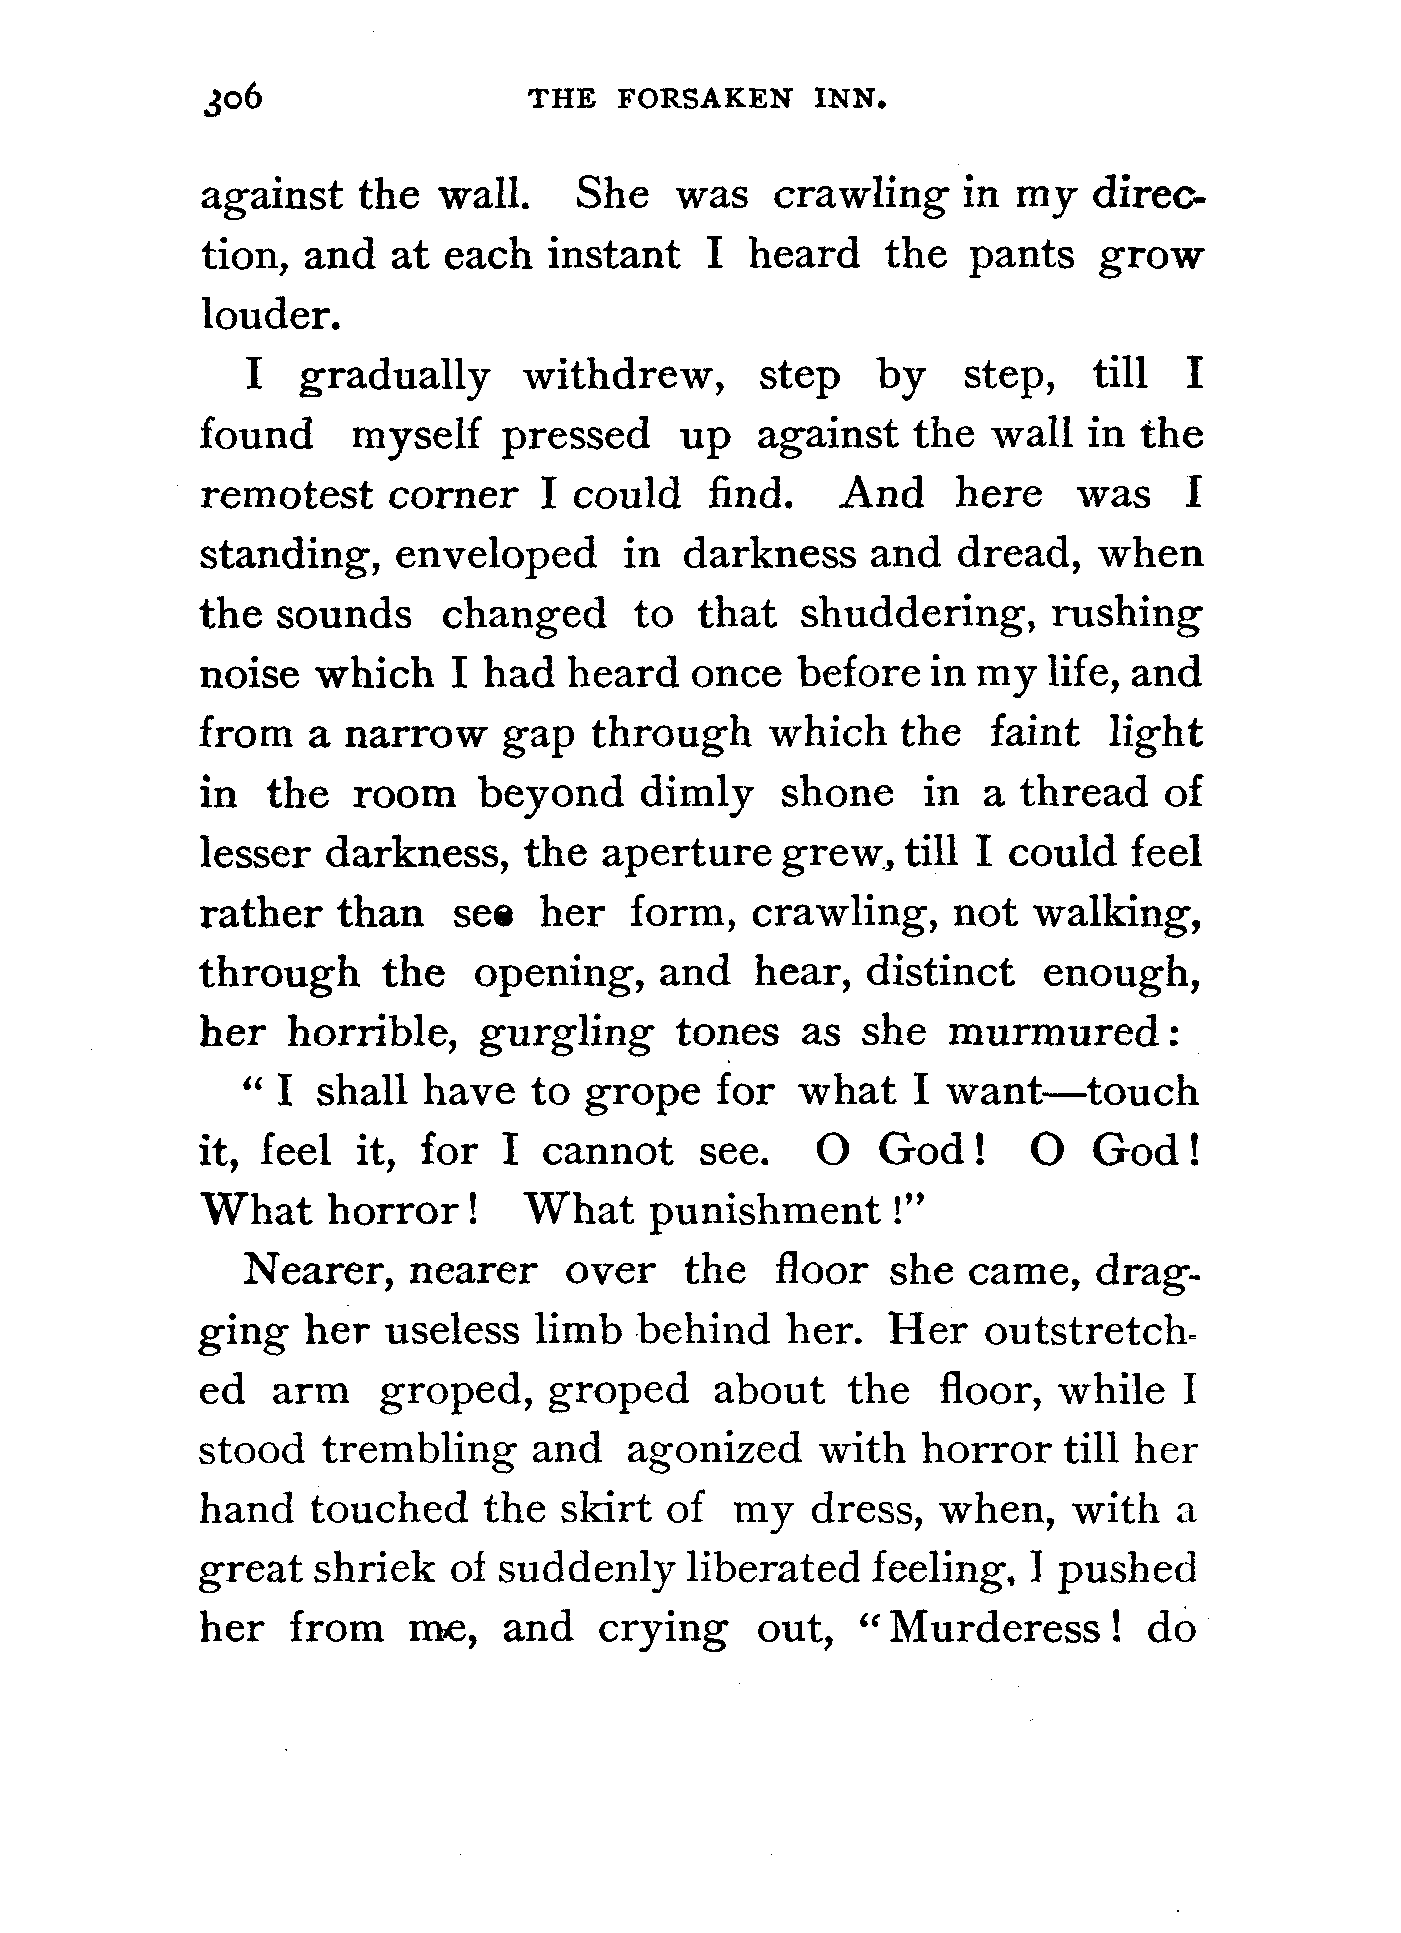 306 THE FORSAKEN INN.
against the wall. She was crawling in my direc-
tion, and at each instant I heard the pants grow
louder.
I gradually withdrew, step by step, till I
found myself pressed up against the wall in the
remotest corner I could find. And here was I
standing, enveloped in darkness and dread, when
the sounds changed to that shuddering, rushing
noise which I had heard once before in my life, and
from a narrow gap through which the faint light
in the room beyond dimly shone in a thread of
lesser darkness, the aperture grew, till I could feel
rather than see her form, crawling, not walking,
through the opening, and hear, distinct enough,
her horrible, gurgling tones as she murmured:
“I shall have to grope for what I want—touch
it, feel it, for I cannot see. O God! O God!
What horror! What punishment!”
Nearer, nearer over the floor she came, drag-
ging her useless limb behind her. Her outstretch-
ed arm groped, groped about the floor, while I
stood trembling and agonized with horror till her
hand touched the skirt of my dress, when, with a
great shriek of suddenly liberated feeling, I pushed
her from me, and crying out, “Murderess! do